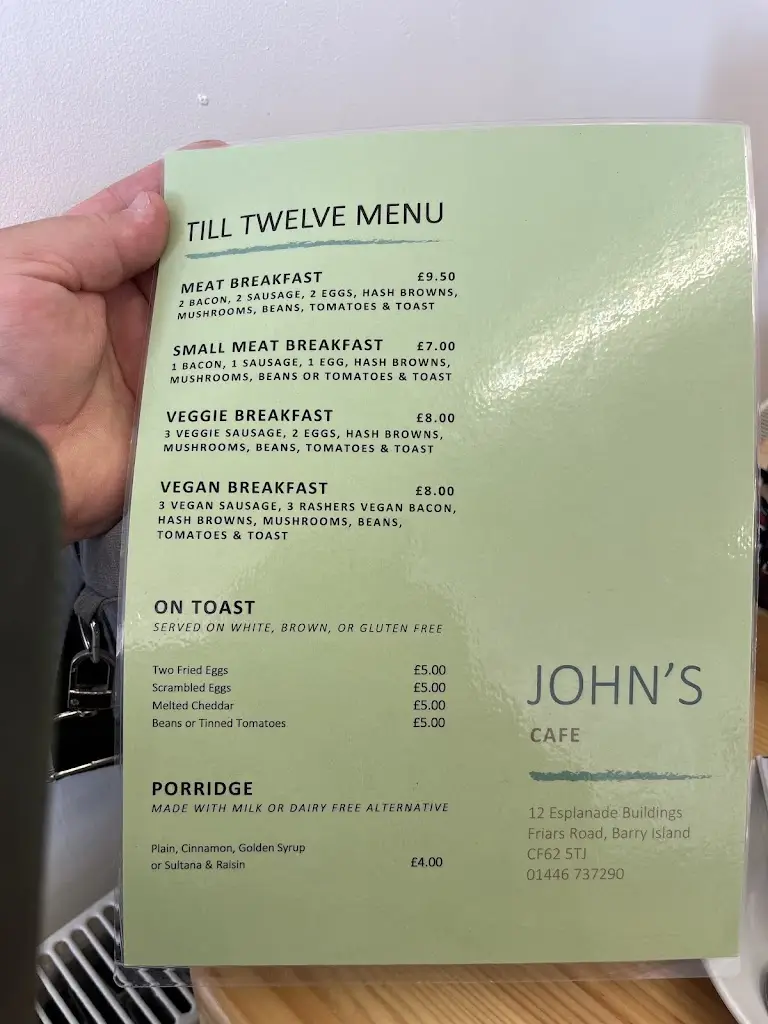 TILL TWELVE MENU
MEAT BREAKFAST £9.50
2 BACON, 2 SAUSAGE, 2 EGGS, HASH BROWNS,
MUSHROOMS, BEANS, TOMATOES & TOAST
SMALL MEAT BREAKFAST £7.00
1 BACON, 1 SAUSAGE, 1 EGG, HASH BROWNS,
MUSHROOMS, BEANS OR TOMATOES & TOAST
VEGGIE BREAKFAST £8.00
3 VEGGIE SAUSAGE, 2 EGGS, HASH BROWNS,
MUSHROOMS, BEANS, TOMATOES & TOAST
VEGAN BREAKFAST £8.00
3 VEGAN SAUSAGE, 3 RASHERS VEGAN BACON,
HASH BROWNS, MUSHROOMS, BEANS,
TOMATOES & TOAST
ON TOAST
SERVED ON WHITE, BROWN, OR GLUTEN FREE
Two Fried Eggs £5.00
Scrambled Eggs £5.00
Melted Cheddar £5.00
Beans or Tinned Tomatoes £5.00
PORRIDGE
MADE WITH MILK OR DAIRY FREE ALTERNATIVE
Plain, Cinnamon, Golden Syrup
or Sultana & Raisin £4.00
JOHN'S
CAFE
12 Esplanade Buildings
Friars Road, Barry Island
CF62 5TJ
01446 737290